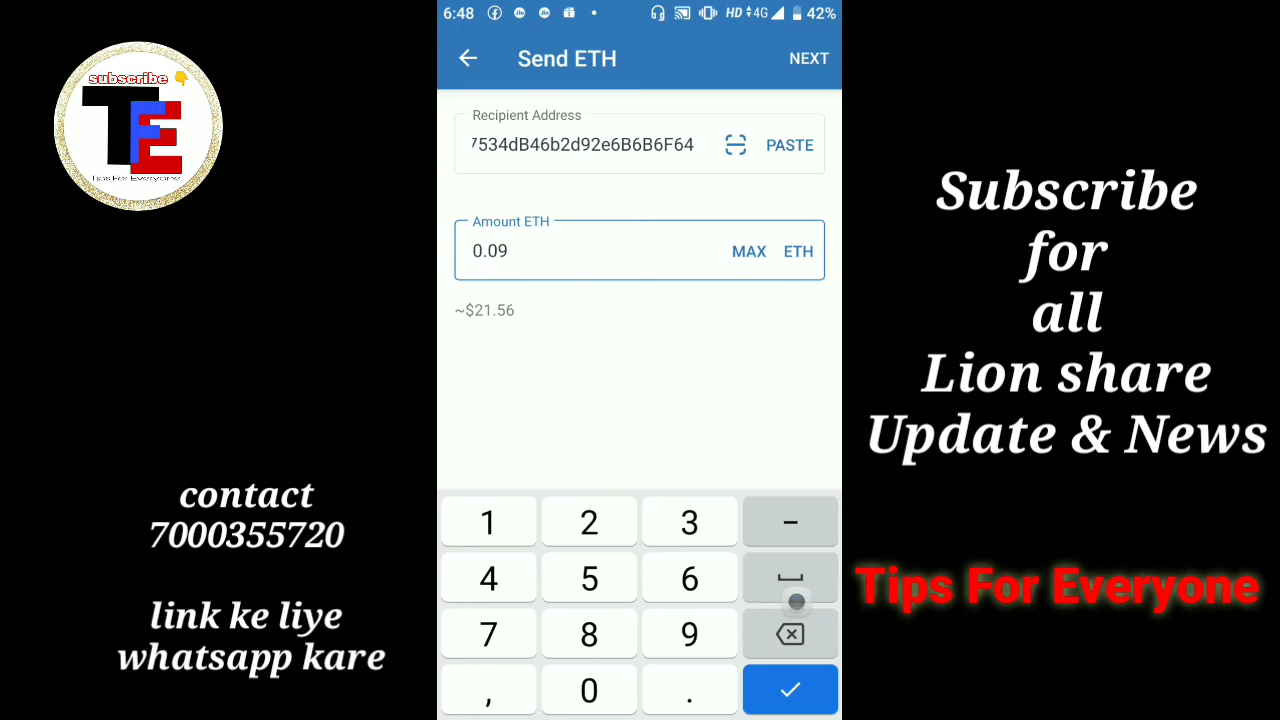 subscribe
TFE
Tips For Everyone
contact
7000355720
link ke liye
whatsapp kare
6:48
HD 4G 42%
Send ETH NEXT
Recipient Address
7534dB46b2d92e6B6B6F64 PASTE
Amount ETH
0.09 MAX ETH
~$21.56
1 2 3 −
4 5 6
7 8 9
, 0 .
Subscribe
for
all
Lion share
Update & News
Tips For Everyone